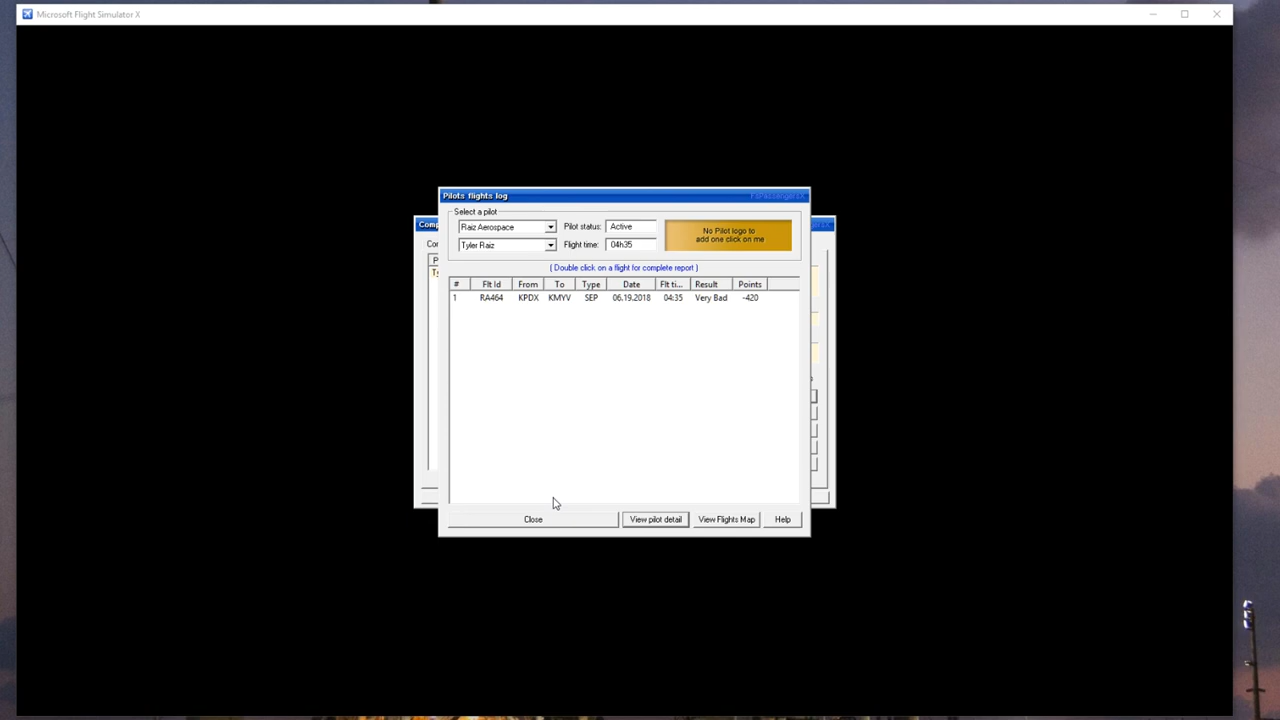 Microsoft Flight Simulator X
Pilots flights log
Select a pilot
Raiz Aerospace
Pilot status:
Active
No Pilot logo to
add one click on me
Tyler Raiz
Flight time:
04h35
( Double click on a flight for complete report )
# Flt Id From To Type Date Flt ti... Result Points
1 RA464 KPDX KMYV SEP 06.19.2018 04:35 Very Bad -420
Close
View pilot detail
View Flights Map
Help